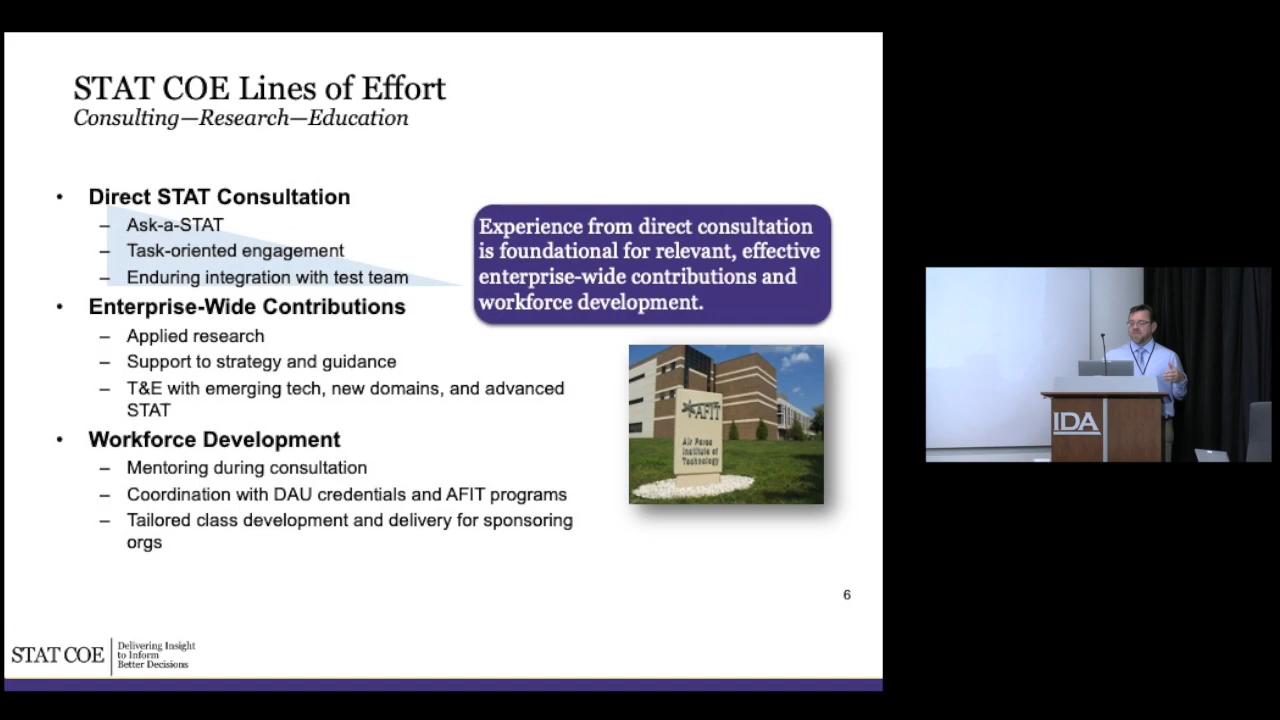 STAT COE Lines of Effort
Consulting—Research—Education
• Direct STAT Consultation
– Ask-a-STAT
– Task-oriented engagement
– Enduring integration with test team
• Enterprise-Wide Contributions
– Applied research
– Support to strategy and guidance
– T&E with emerging tech, new domains, and advanced
STAT
• Workforce Development
– Mentoring during consultation
– Coordination with DAU credentials and AFIT programs
– Tailored class development and delivery for sponsoring
orgs
Experience from direct consultation
is foundational for relevant, effective
enterprise-wide contributions and
workforce development.
AFIT
Air Force
Institute of
Technology
6
STAT COE
Delivering Insight
to Inform
Better Decisions
IDA